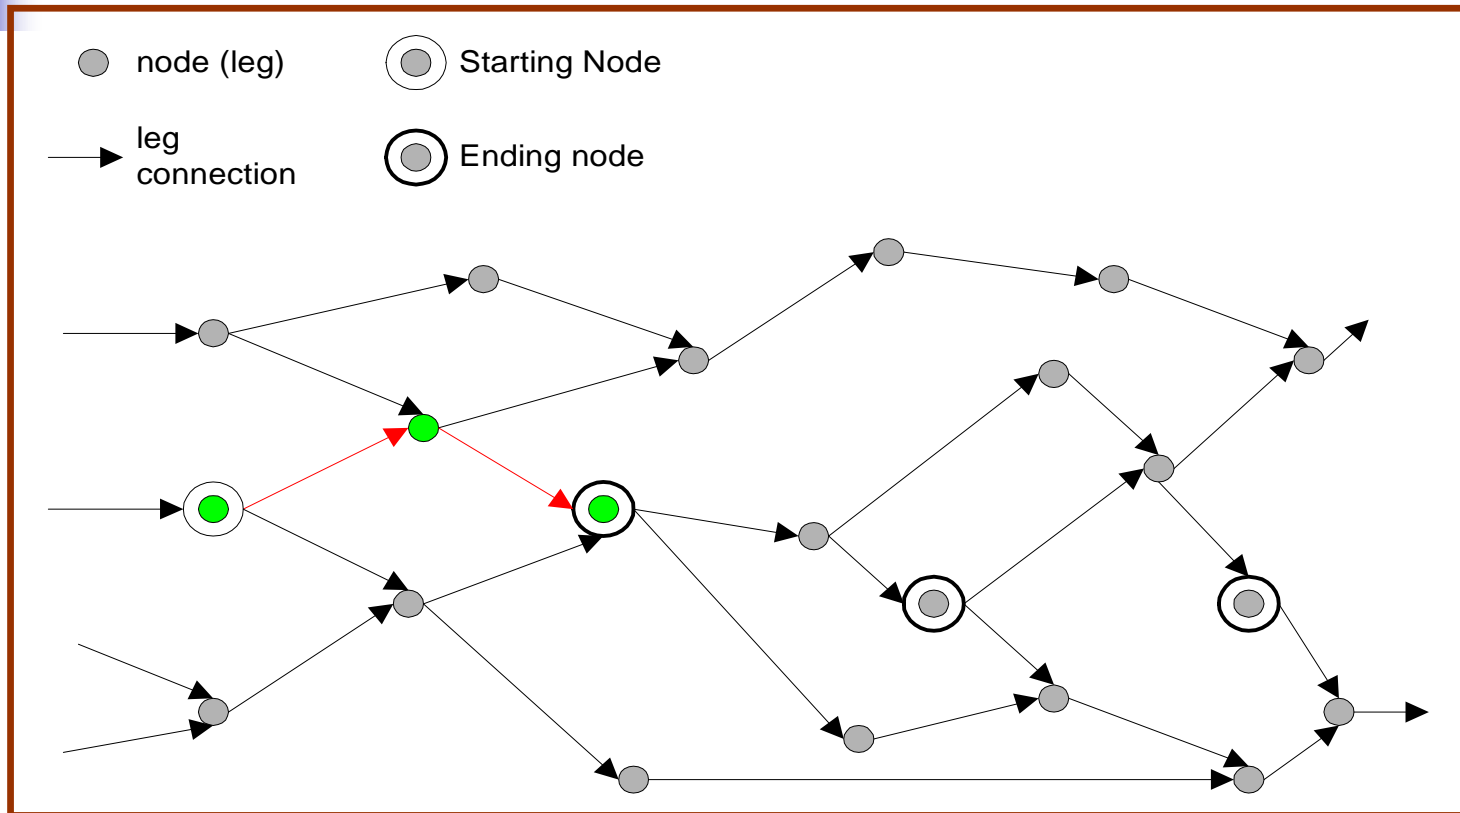 node (leg)
Starting Node
leg
connection
Ending node